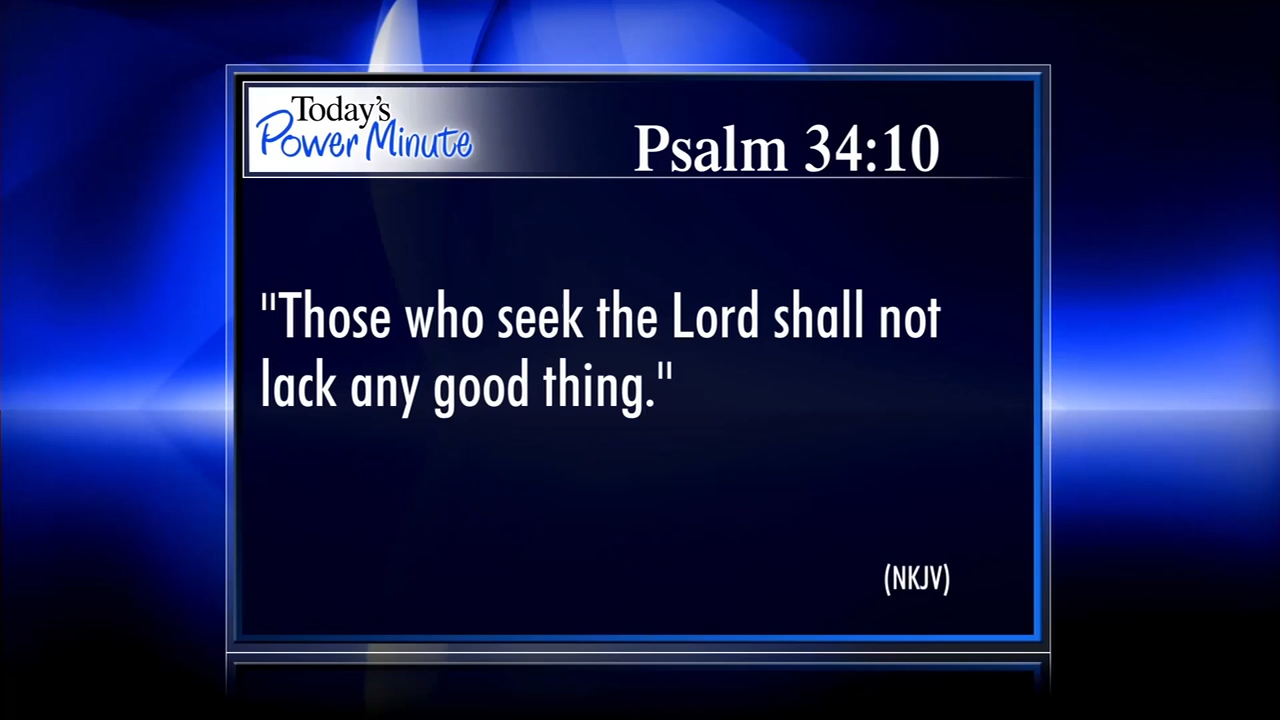 Today's
Power Minute
Psalm 34:10
"Those who seek the Lord shall not
lack any good thing."
(NKJV)